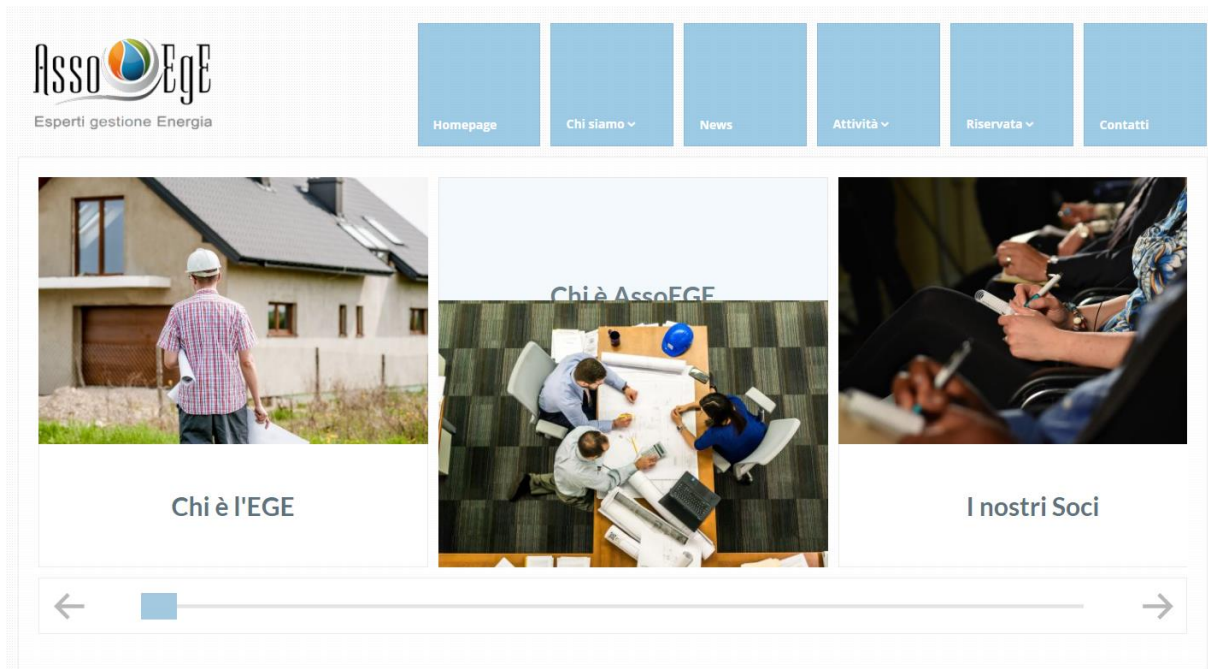 AssoEgE
Esperti gestione Energia
Homepage
Chi siamo
News
Attività
Riservata
Contatti
Chi è AssoEGE
Chi è l'EGE
I nostri Soci